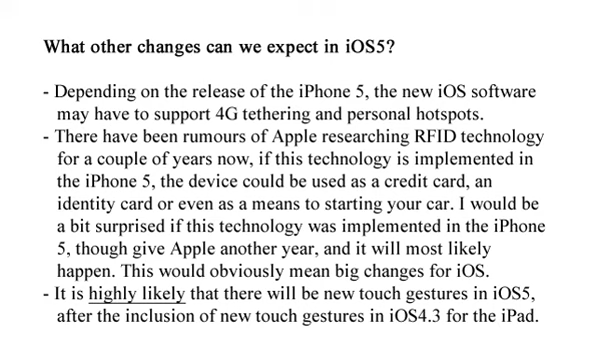 What other changes can we expect in iOS5?
- Depending on the release of the iPhone 5, the new iOS software
may have to support 4G tethering and personal hotspots.
- There have been rumours of Apple researching RFID technology
for a couple of years now, if this technology is implemented in
the iPhone 5, the device could be used as a credit card, an
identity card or even as a means to starting your car. I would be
a bit surprised if this technology was implemented in the iPhone
5, though give Apple another year, and it will most likely
happen. This would obviously mean big changes for iOS.
- It is highly likely that there will be new touch gestures in iOS5,
after the inclusion of new touch gestures in iOS4.3 for the iPad.